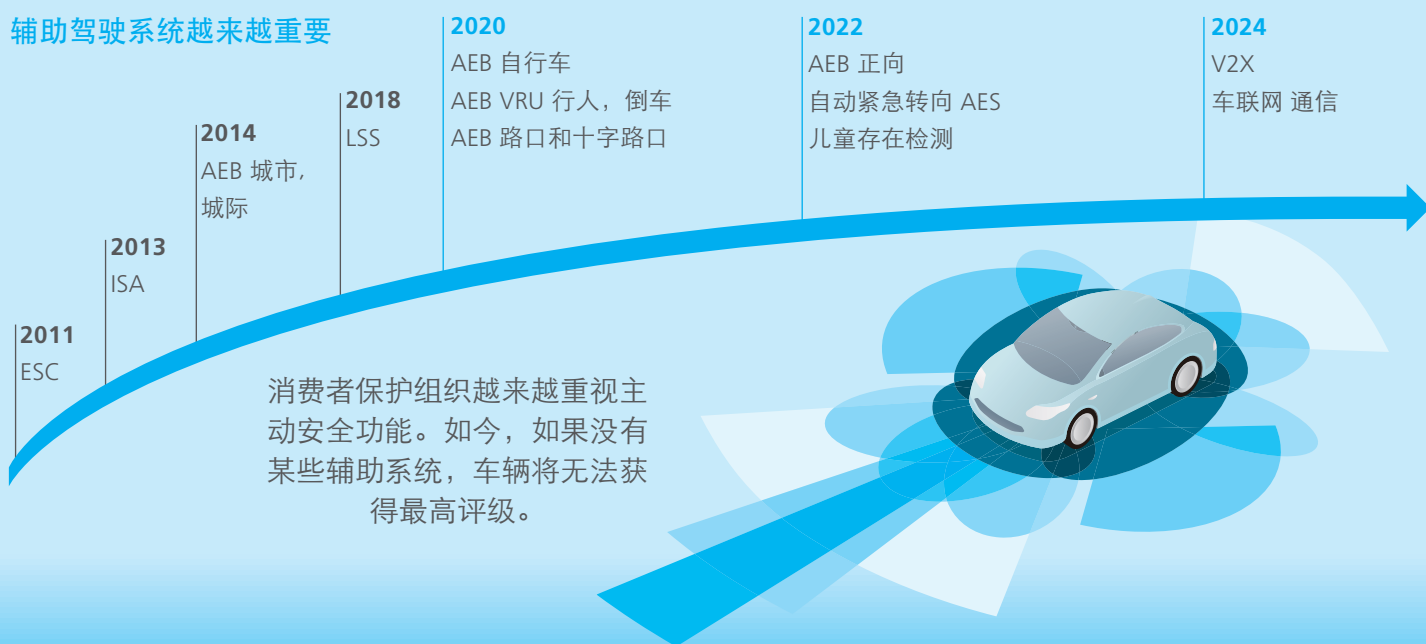 辅助驾驶系统越来越重要
2011
ESC
2013
ISA
2014
AEB 城市,
城际
2018
LSS
2020
AEB 自行车
AEB VRU 行人，倒车
AEB 路口和十字路口
2022
AEB 正向
自动紧急转向 AES
儿童存在检测
2024
V2X
车联网 通信
消费者保护组织越来越重视主
动安全功能。如今，如果没有
某些辅助系统，车辆将无法获
得最高评级。